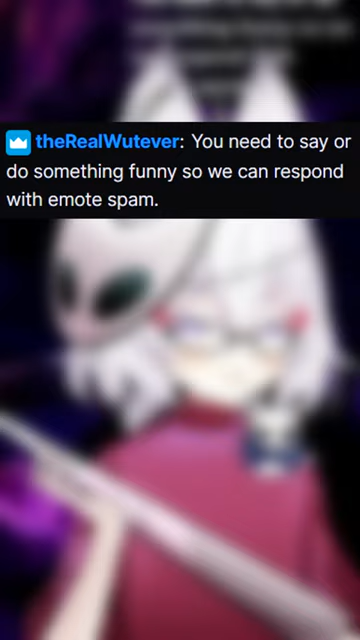 theRealWutever: You need to say or
do something funny so we can respond
with emote spam.